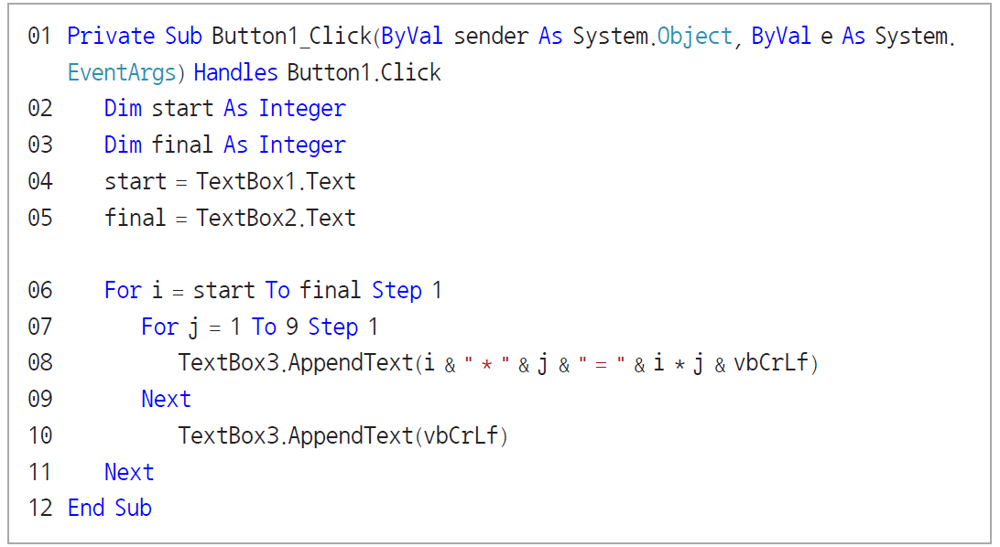 01 Private Sub Button1_Click(ByVal sender As System.Object, ByVal e As System.
EventArgs) Handles Button1.Click
02 Dim start As Integer
03 Dim final As Integer
04 start = TextBox1.Text
05 final = TextBox2.Text
06 For i = start To final Step 1
07 For j = 1 To 9 Step 1
08 TextBox3.AppendText(i & " * " & j & " = " & i * j & vbCrLf)
09 Next
10 TextBox3.AppendText(vbCrLf)
11 Next
12 End Sub